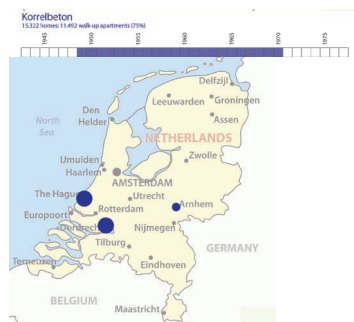 Korrelbeton
15.322 homes: 11.492 walk-up apartments (75%)
1945 1950 1955 1960 1965 1970 1975
Delfzijl
Leeuwarden Groningen
Den
Helder
Assen
North
Sea
NETHERLANDS
IJmuiden
Haarlem
Zwolle
AMSTERDAM
The Hague
Utrecht
Arnhem
Europoort
Rotterdam
Dordrecht
Nijmegen
Tilburg
GERMANY
Terneuzen
Eindhoven
BELGIUM
Maastricht